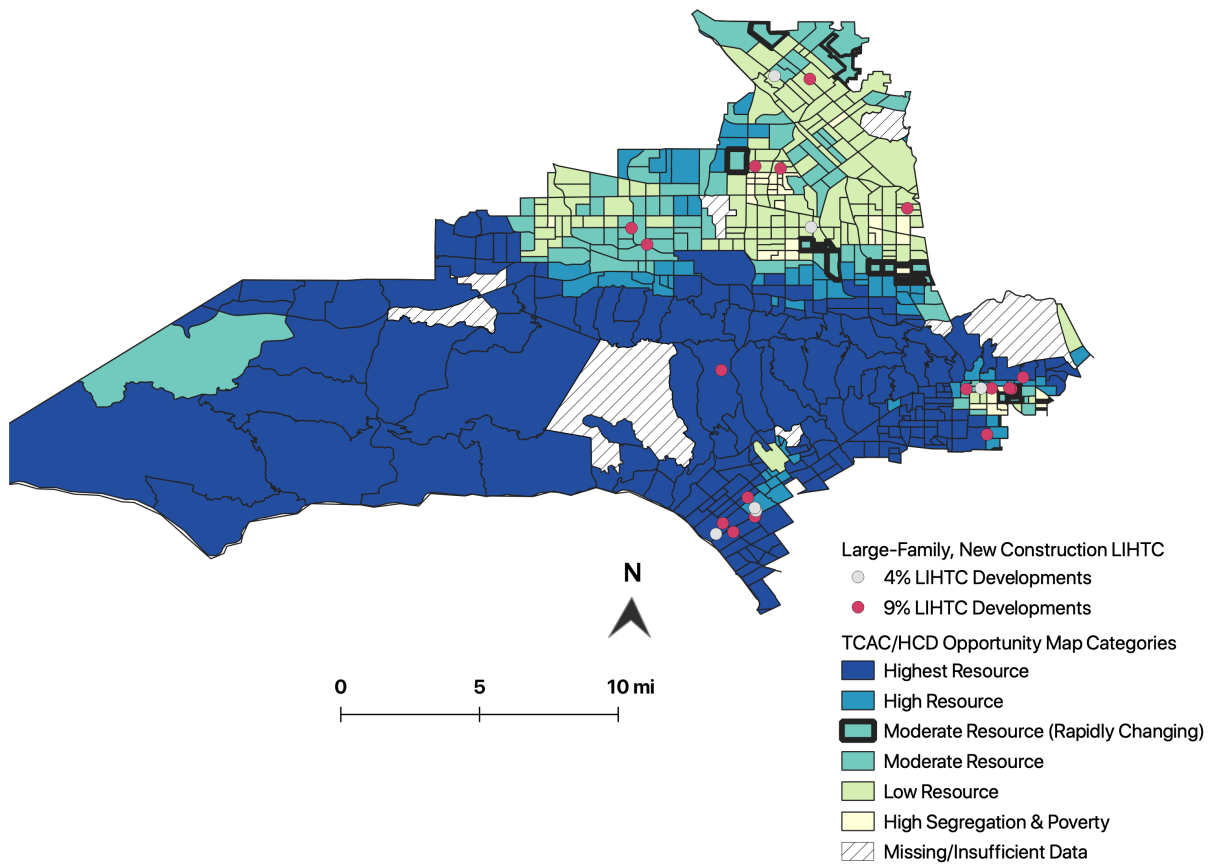 Large-Family, New Construction LIHTC
4% LIHTC Developments
N
9% LIHTC Developments
TCAC/HCD Opportunity Map Categories
Highest Resource
0 5 10 mi
High Resource
Moderate Resource (Rapidly Changing)
Moderate Resource
Low Resource
High Segregation & Poverty
Missing/Insufficient Data